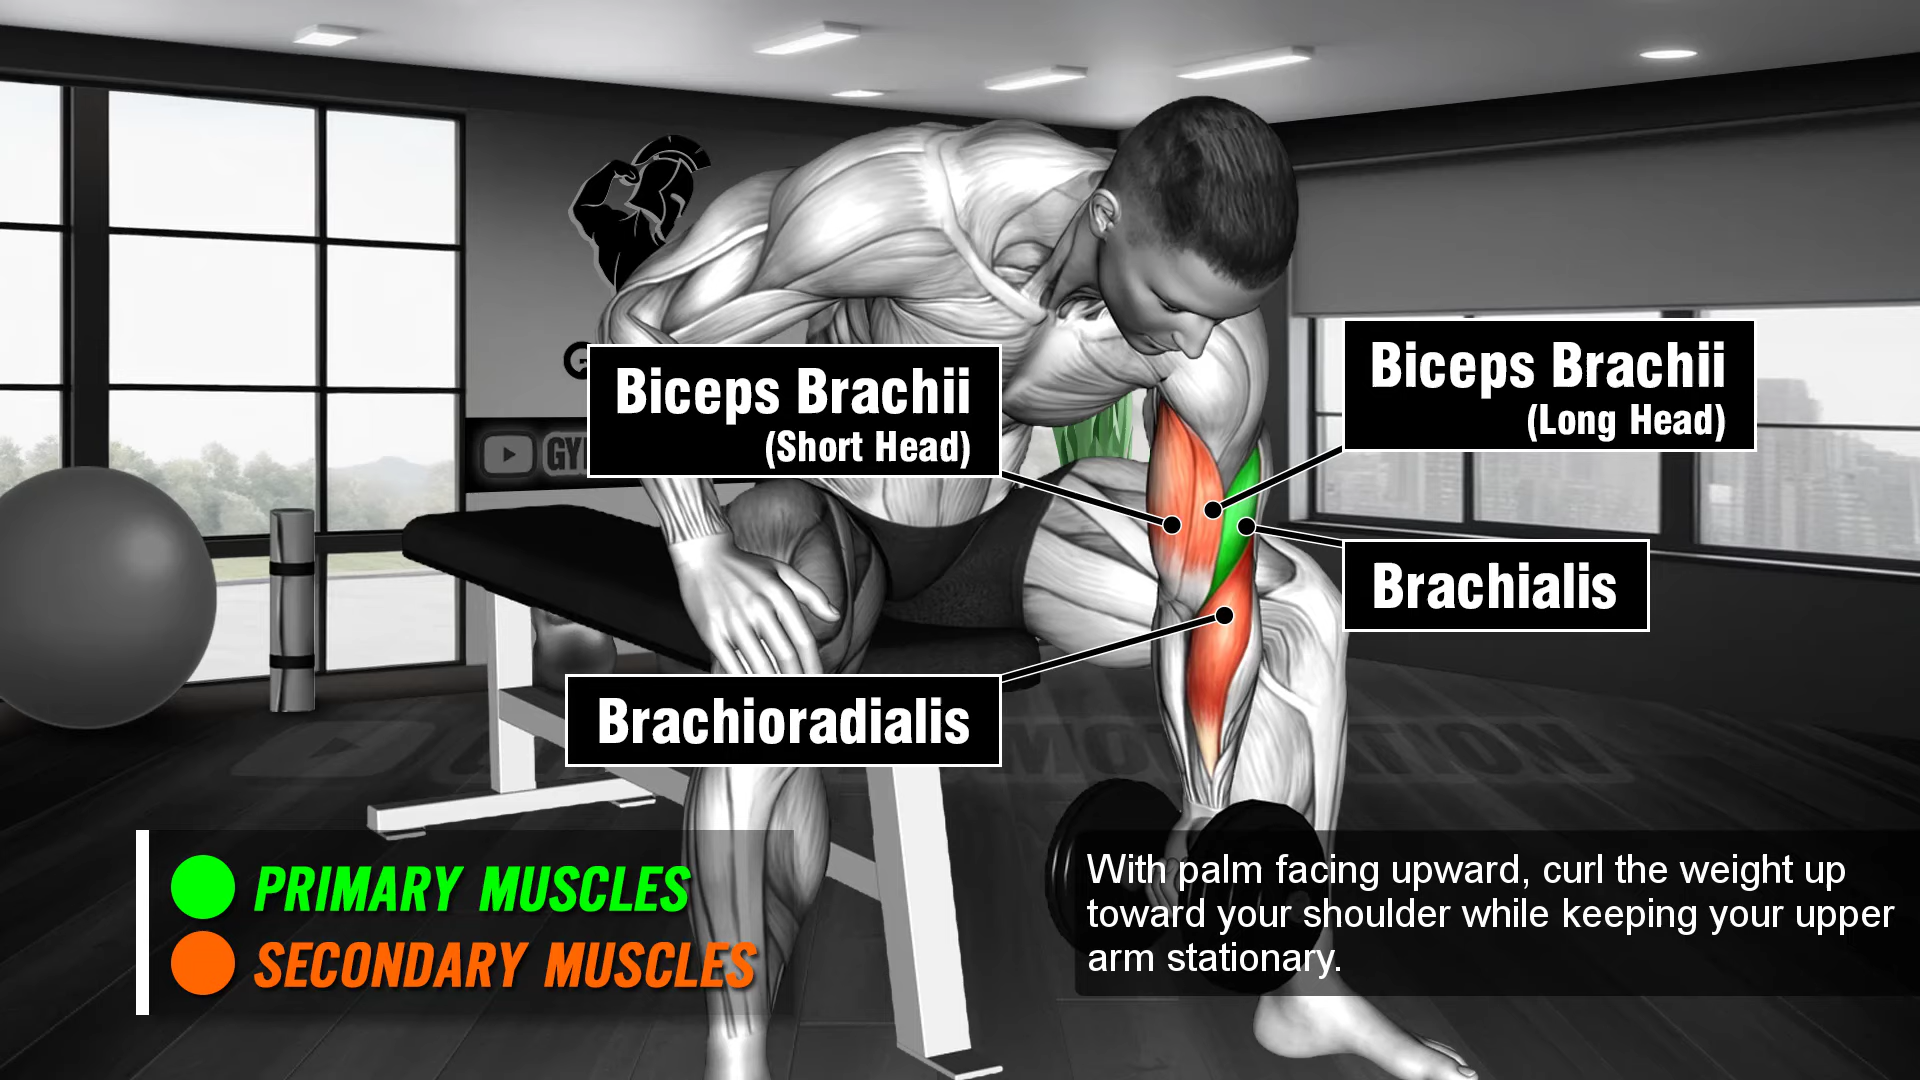 Biceps Brachii
(Short Head)
Biceps Brachii
(Long Head)
Brachialis
Brachioradialis
PRIMARY MUSCLES
SECONDARY MUSCLES
With palm facing upward, curl the weight up
toward your shoulder while keeping your upper
arm stationary.